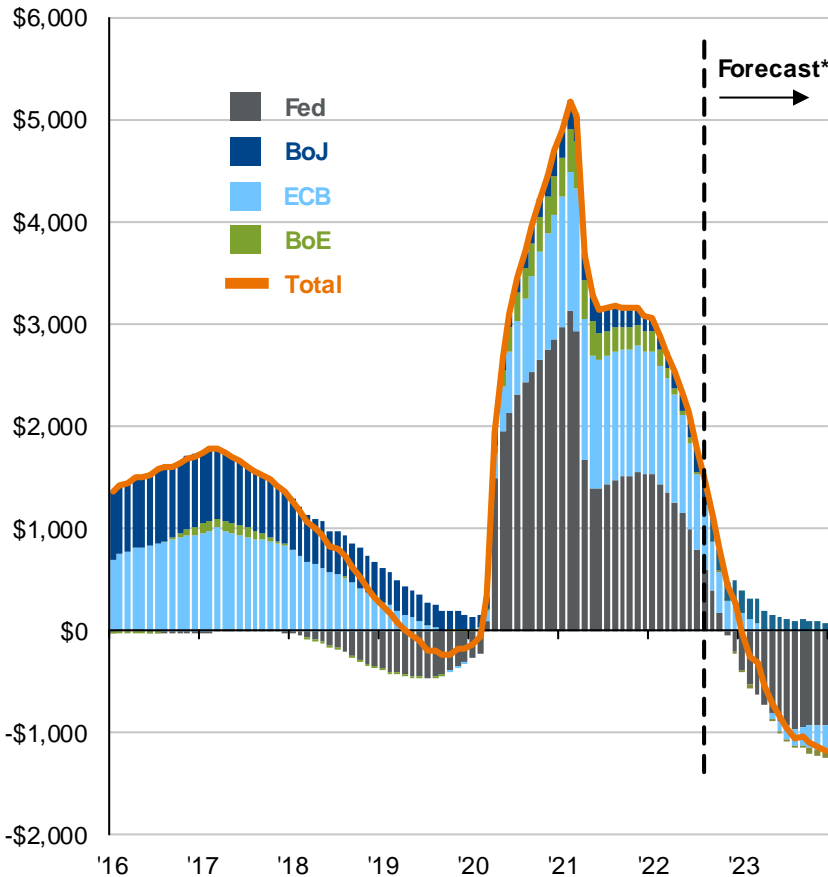 $6,000
Forecast*
Fed
$5,000
BoJ
ECB
$4,000
BoE
Total
$3,000
$2,000
$1,000
$0
-$1,000
-$2,000
'16 '17 '18 '19 '20 '21 '22 '23